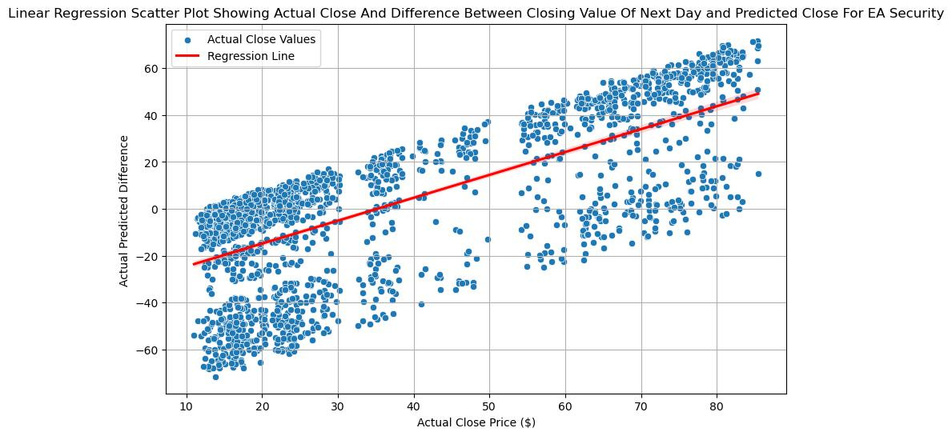 Linear Regression Scatter Plot Showing Actual Close And Difference Between Closing Value Of Next Day and Predicted Close For EA Security
Actual Close Values
Regression Line
60
40
20
0
−20
−40
−60
Actual Predicted Difference
10 20 30 40 50 60 70 80
Actual Close Price ($)